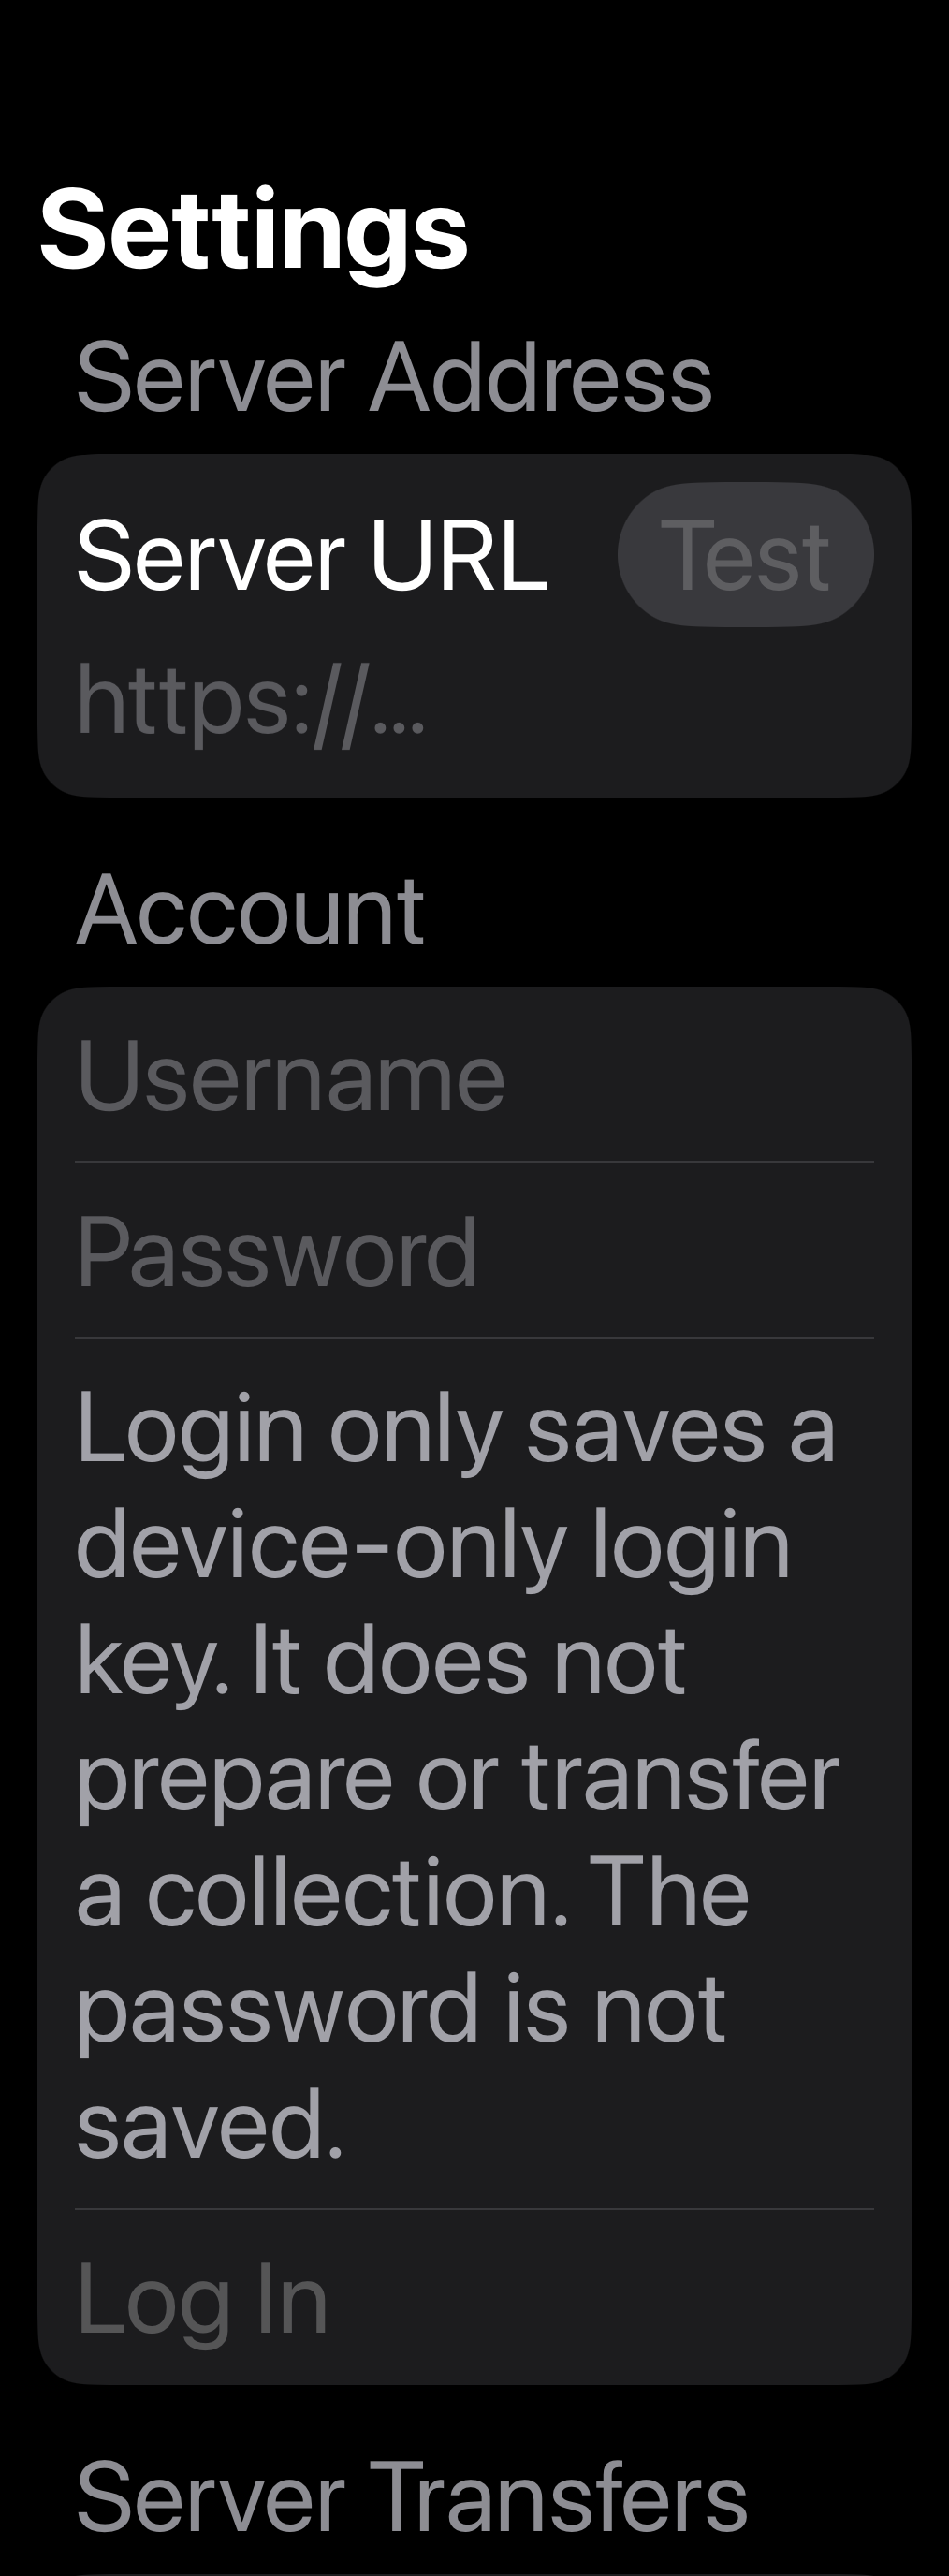 Settings
Server Address
Server URL
Test
https://...
Account
Username
Password
Login only saves a
device-only login
key. It does not
prepare or transfer
a collection. The
password is not
saved.
Log In
Server Transfers